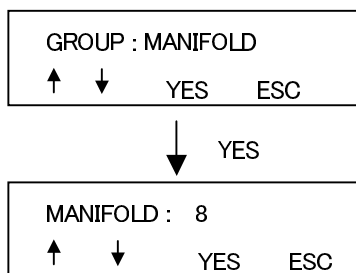 GROUP : MANIFOLD
↑ ↓ YES ESC
YES
MANIFOLD : 8
↑ ↓ YES ESC